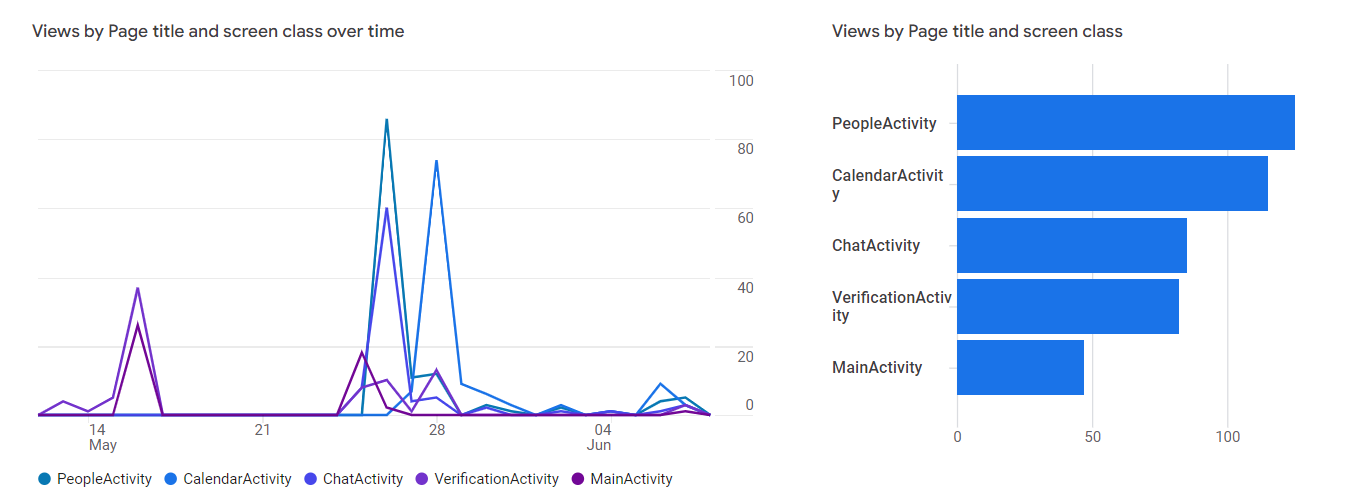 Views by Page title and screen class over time
100
80
60
40
20
0
14
May
21
28
04
Jun
PeopleActivity
CalendarActivity
ChatActivity
VerificationActivity
MainActivity
Views by Page title and screen class
PeopleActivity
CalendarActivit
y
ChatActivity
VerificationActiv
ity
MainActivity
0
50
100